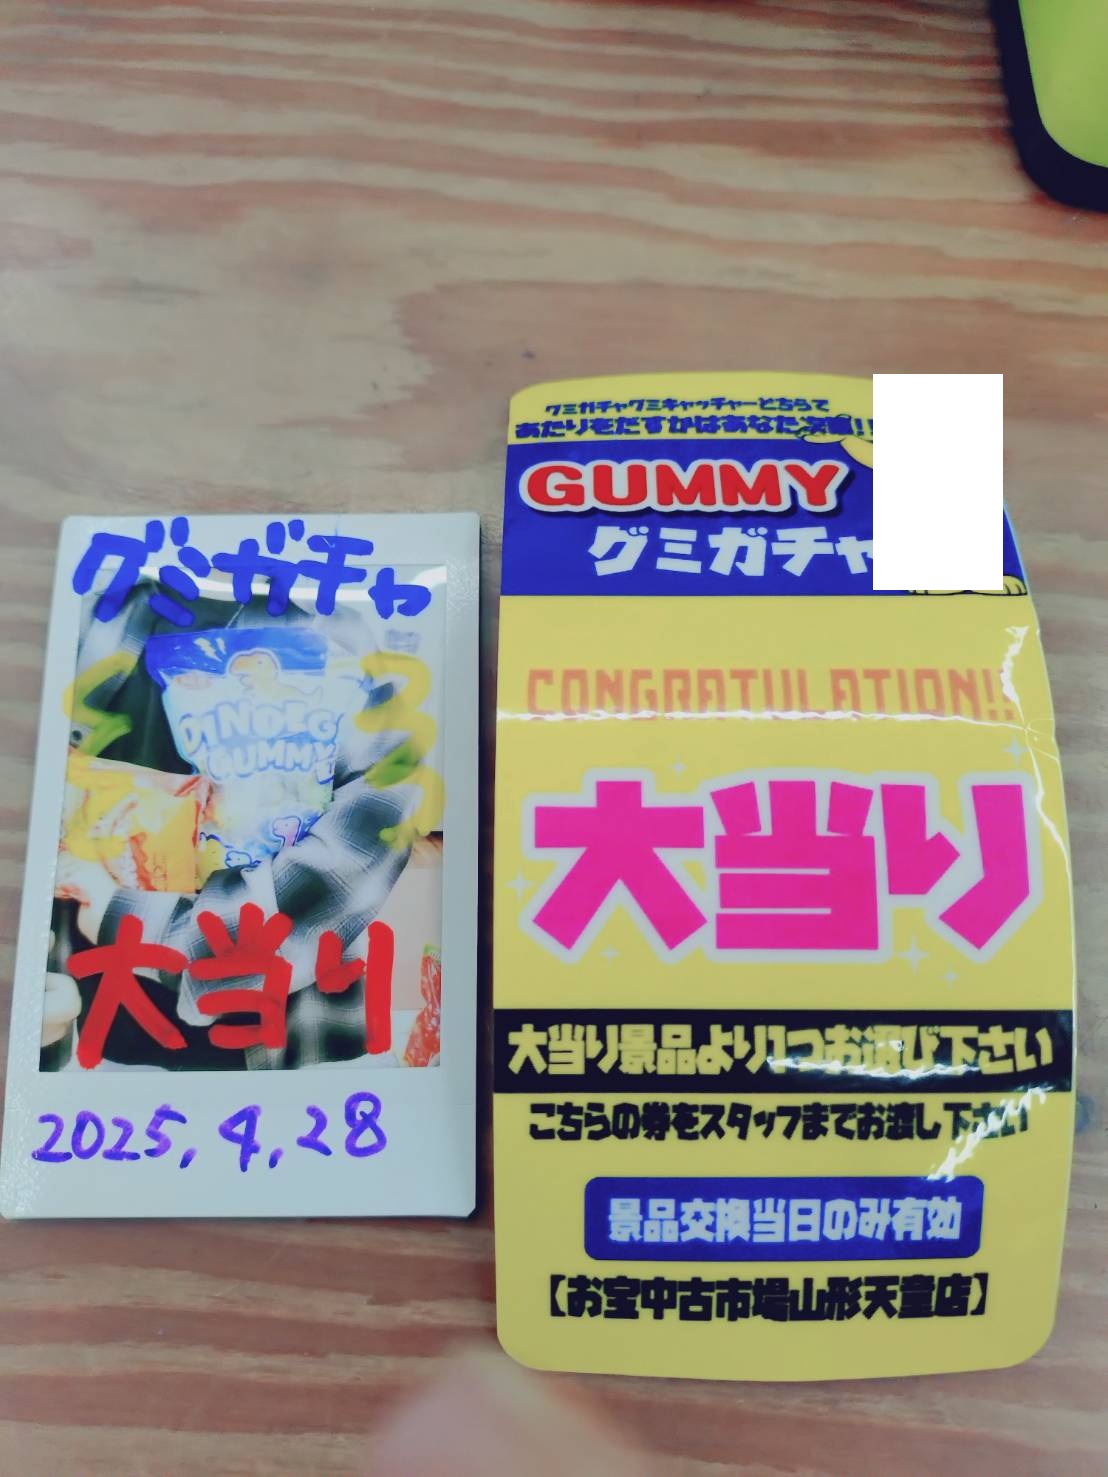 グミガチャ
DINOEGG
GUMMY
大当り
2025.4.28
グミガチャグミキャッチャーどちらで
あたりをだすかはあなた次第!!
GUMMY
グミガチャ
CONGRATULATION!!
大当り
大当り景品より1つお選び下さい
こちらの券をスタッフまでお渡し下さい
景品交換当日のみ有効
【お宝中古市場山形天童店】